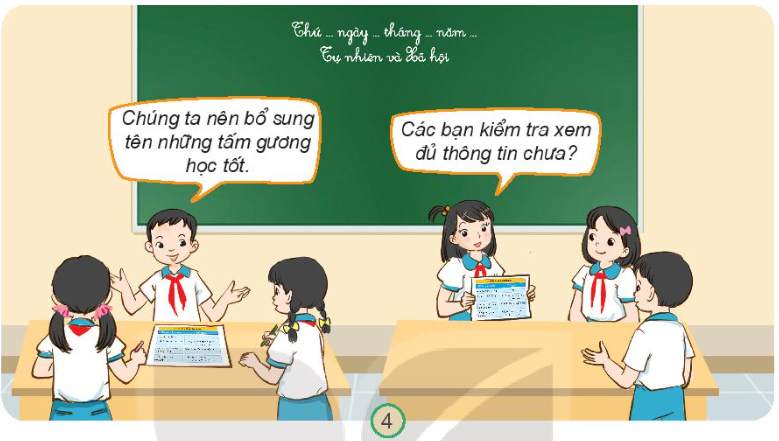 Thứ ... ngày ... tháng ... năm ...
Tự nhiên và Xã hội
Chúng ta nên bổ sung
tên những tấm gương
học tốt.
Các bạn kiểm tra xem
đủ thông tin chưa?
4